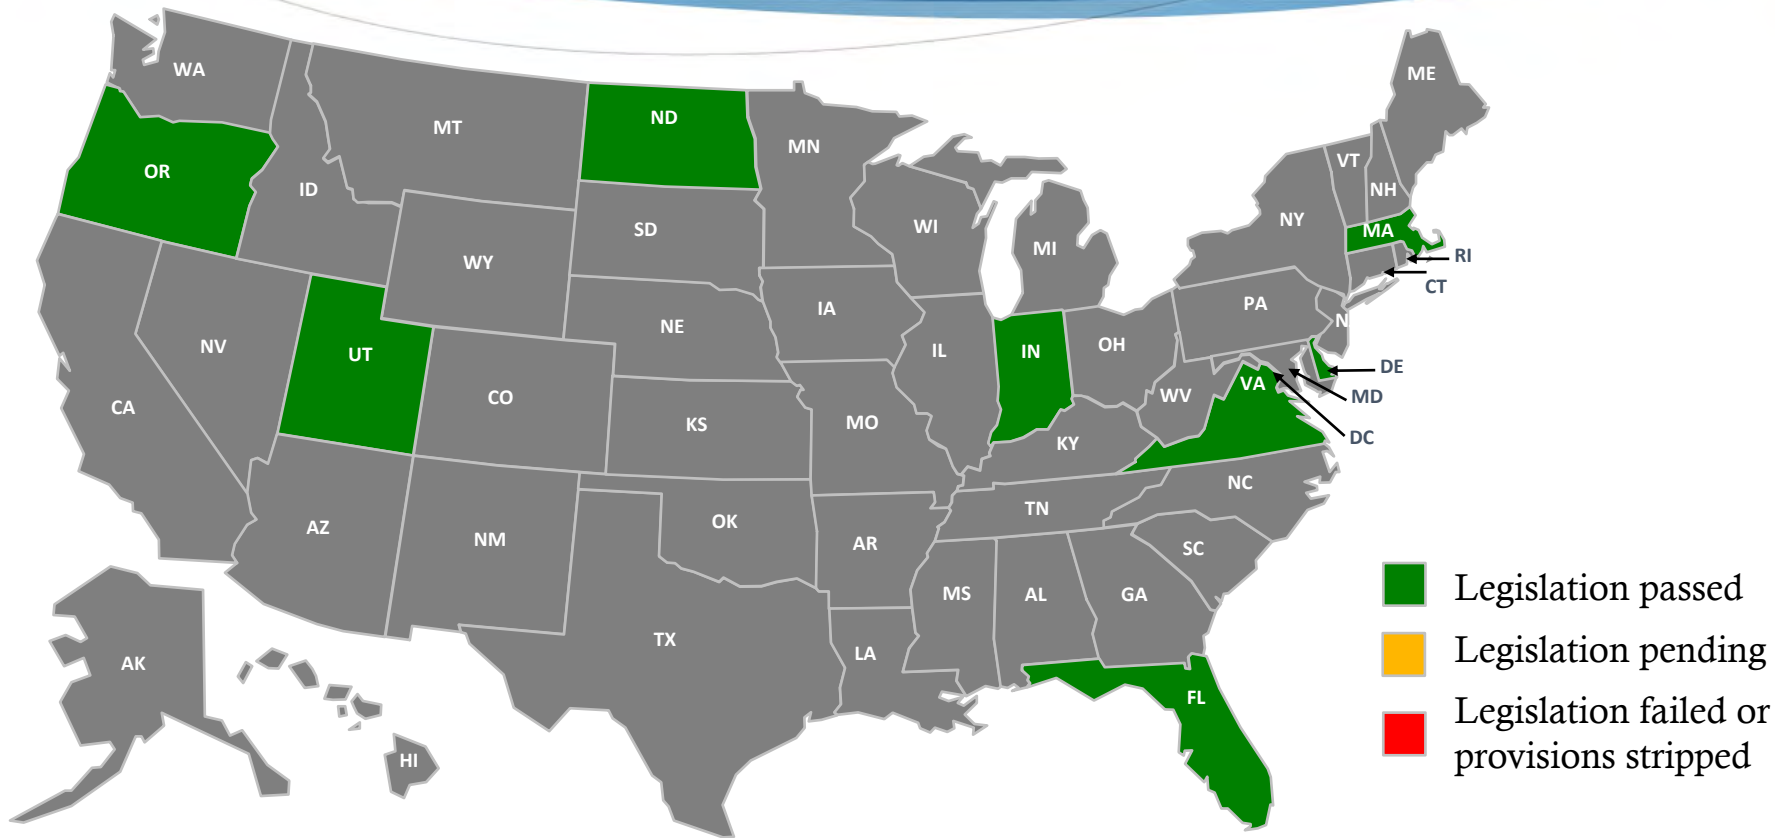 WA
ME
ND
MT
MN
VT
OR
ID
NH
NY
WI
SD
MA
MI
RI
WY
CT
PA
IA
N
NE
OH
NV
IL
IN
UT
DE
VA
WV
MD
CO
CA
MO
KS
DC
KY
NC
TN
OK
AZ
NM
AR
SC
MS
AL
GA
Legislation passed
TX
LA
AK
Legislation pending
FL
HI
Legislation failed or
provisions stripped